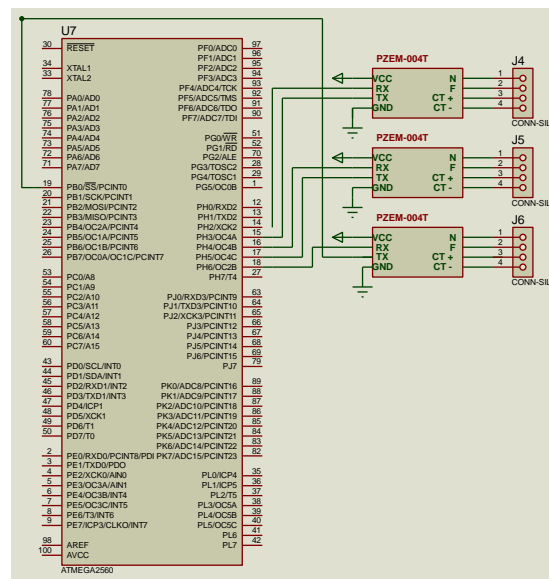 U7
30 RESET PF0/ADC0 97
PF1/ADC1 96
34 XTAL1 PF2/ADC2 95
33 XTAL2 PF3/ADC3 94
PF4/ADC4/TCK 93
78 PA0/AD0 PF5/ADC5/TMS 92
77 PA1/AD1 PF6/ADC6/TDO 91
76 PA2/AD2 PF7/ADC7/TDI 90
75 PA3/AD3
74 PA4/AD4 PG0/WR 51
73 PA5/AD5 PG1/RD 52
72 PA6/AD6 PG2/ALE 70
71 PA7/AD7 PG3/TOSC2 28
PG4/TOSC1 29
19 PB0/SS/PCINT0 PG5/OC0B 1
20 PB1/SCK/PCINT1
21 PB2/MOSI/PCINT2 PH0/RXD2 12
22 PB3/MISO/PCINT3 PH1/TXD2 13
23 PB4/OC2A/PCINT4 PH2/XCK2 14
24 PB5/OC1A/PCINT5 PH3/OC4A 15
25 PB6/OC1B/PCINT6 PH4/OC4B 16
26 PB7/OC0A/OC1C/PCINT7 PH5/OC4C 17
PH6/OC2B 18
53 PC0/A8 PH7/T4 27
54 PC1/A9
55 PC2/A10 PJ0/RXD3/PCINT9 63
56 PC3/A11 PJ1/TXD3/PCINT10 64
57 PC4/A12 PJ2/XCK3/PCINT11 65
58 PC5/A13 PJ3/PCINT12 66
59 PC6/A14 PJ4/PCINT13 67
60 PC7/A15 PJ5/PCINT14 68
PJ6/PCINT15 69
43 PD0/SCL/INT0 PJ7 79
44 PD1/SDA/INT1
45 PD2/RXD1/INT2 PK0/ADC8/PCINT16 89
46 PD3/TXD1/INT3 PK1/ADC9/PCINT17 88
47 PD4/ICP1 PK2/ADC10/PCINT18 87
48 PD5/XCK1 PK3/ADC11/PCINT19 86
49 PD6/T1 PK4/ADC12/PCINT20 85
50 PD7/T0 PK5/ADC13/PCINT21 84
PK6/ADC14/PCINT22 83
2 PE0/RXD0/PCINT8/PDI PK7/ADC15/PCINT23 82
3 PE1/TXD0/PDO
4 PE2/XCK0/AIN0 PL0/ICP4 35
5 PE3/OC3A/AIN1 PL1/ICP5 36
6 PE4/OC3B/INT4 PL2/T5 37
7 PE5/OC3C/INT5 PL3/OC5A 38
8 PE6/T3/INT6 PL4/OC5B 39
9 PE7/ICP3/CLKO/INT7 PL5/OC5C 40
PL6 41
98 AREF PL7 42
100 AVCC
ATMEGA2560
PZEM-004T J4
VCC N 1
RX F 2
TX CT + 3
GND CT - 4
CONN-SIL
PZEM-004T J5
VCC N 1
RX F 2
TX CT + 3
GND CT - 4
CONN-SIL
PZEM-004T J6
VCC N 1
RX F 2
TX CT + 3
GND CT - 4
CONN-SIL